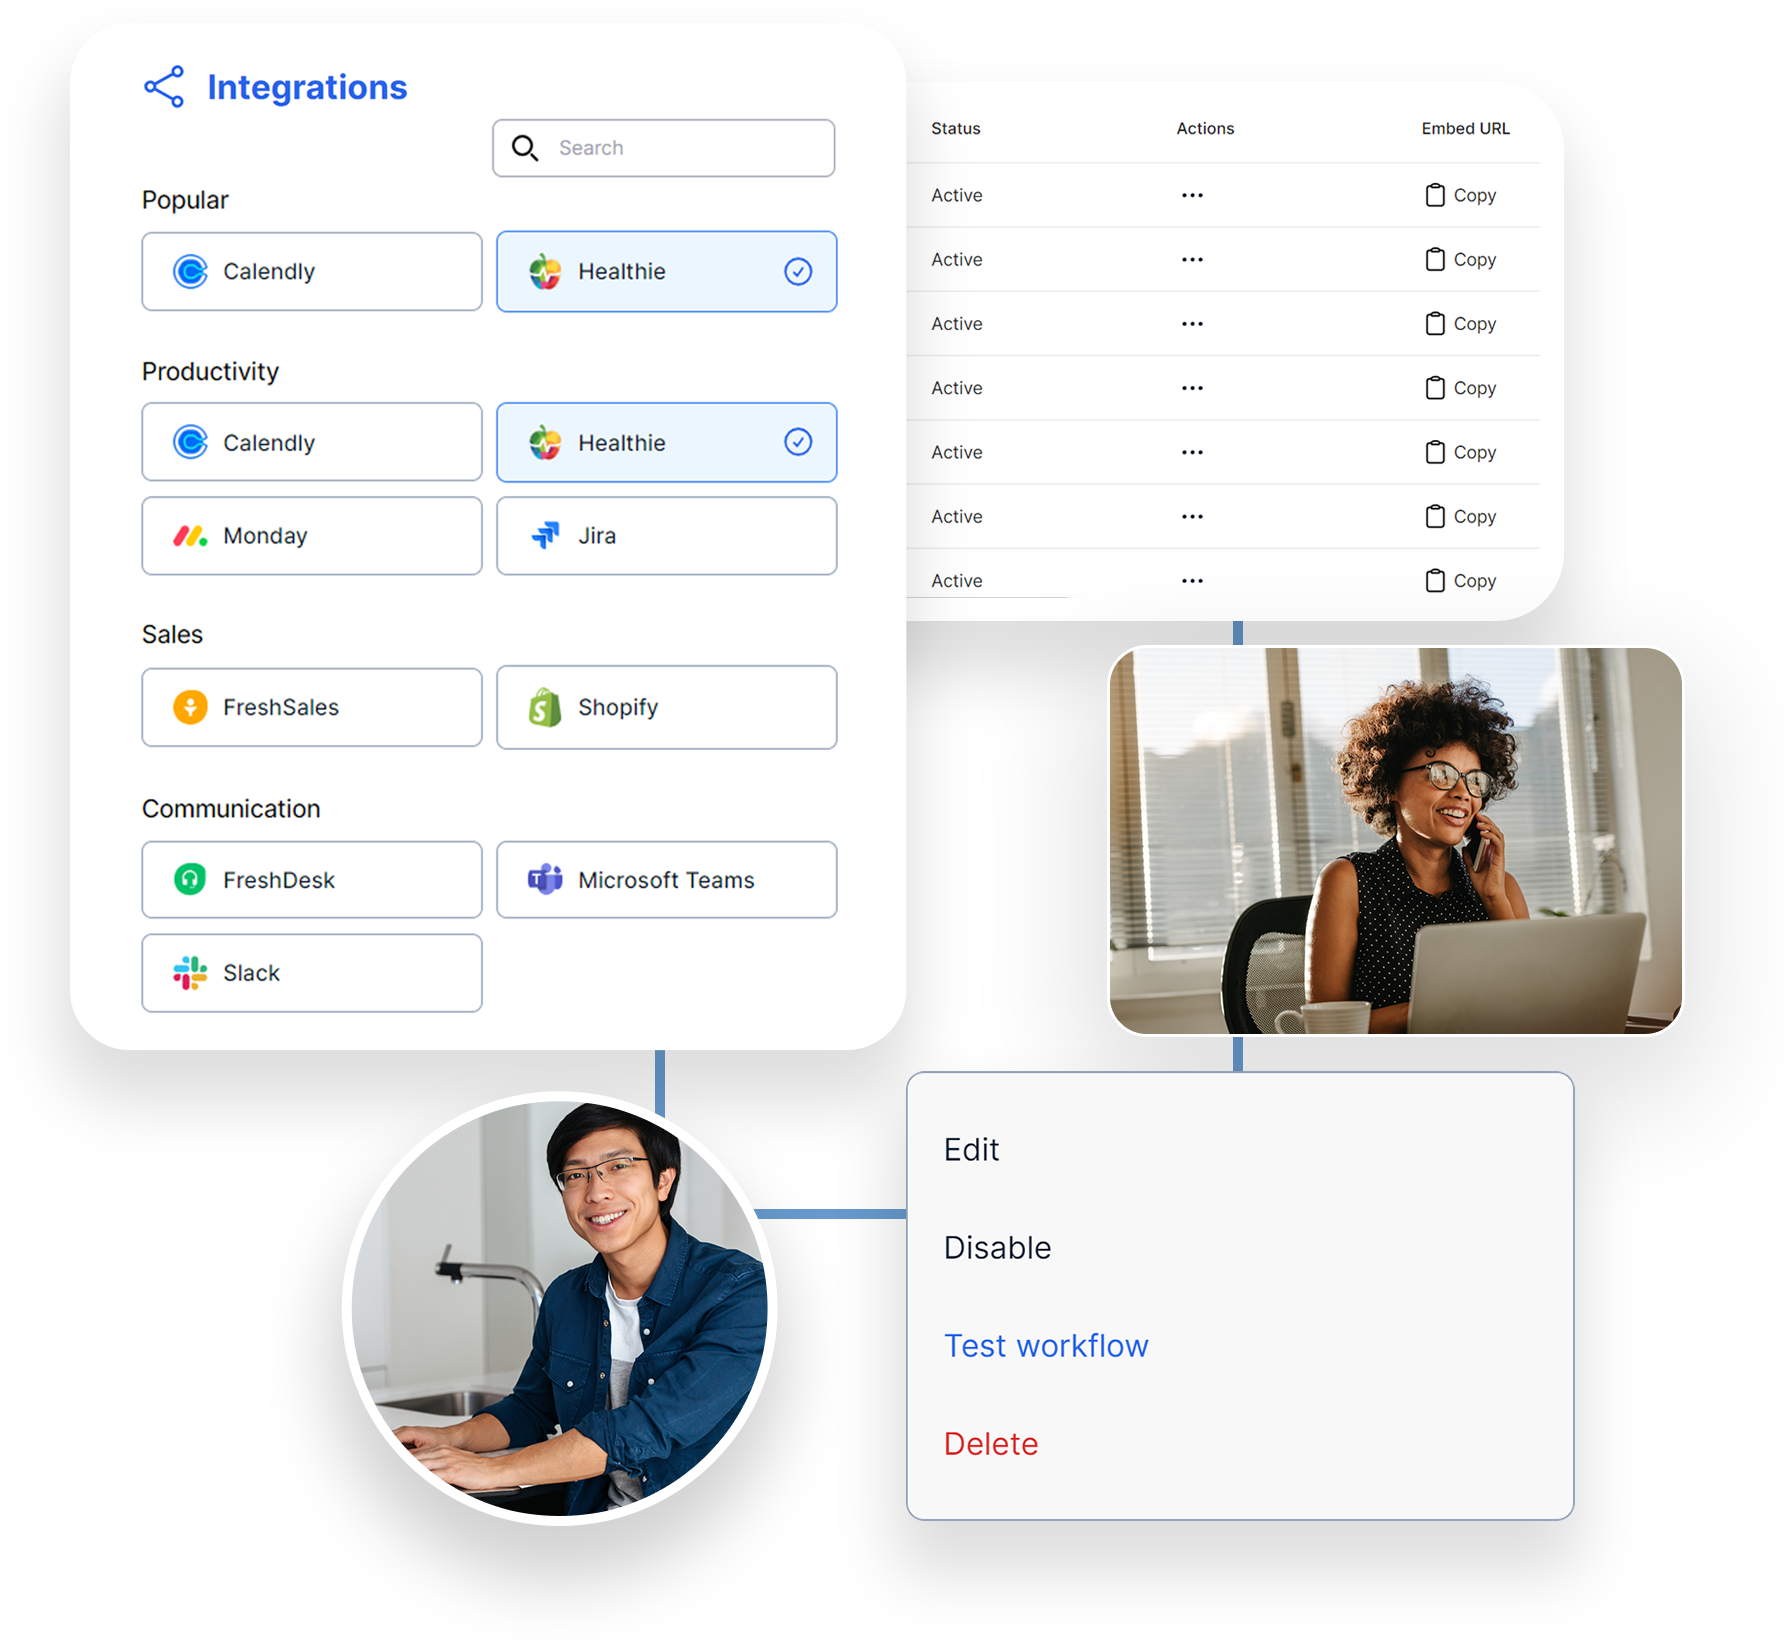 Integrations
Search
Popular
Calendly Healthie
Productivity
Calendly Healthie
Monday Jira
Sales
FreshSales Shopify
Communication
FreshDesk Microsoft Teams
Slack
Status Actions Embed URL
Active ••• Copy
Active ••• Copy
Active ••• Copy
Active ••• Copy
Active ••• Copy
Active ••• Copy
Active ••• Copy
Edit
Disable
Test workflow
Delete